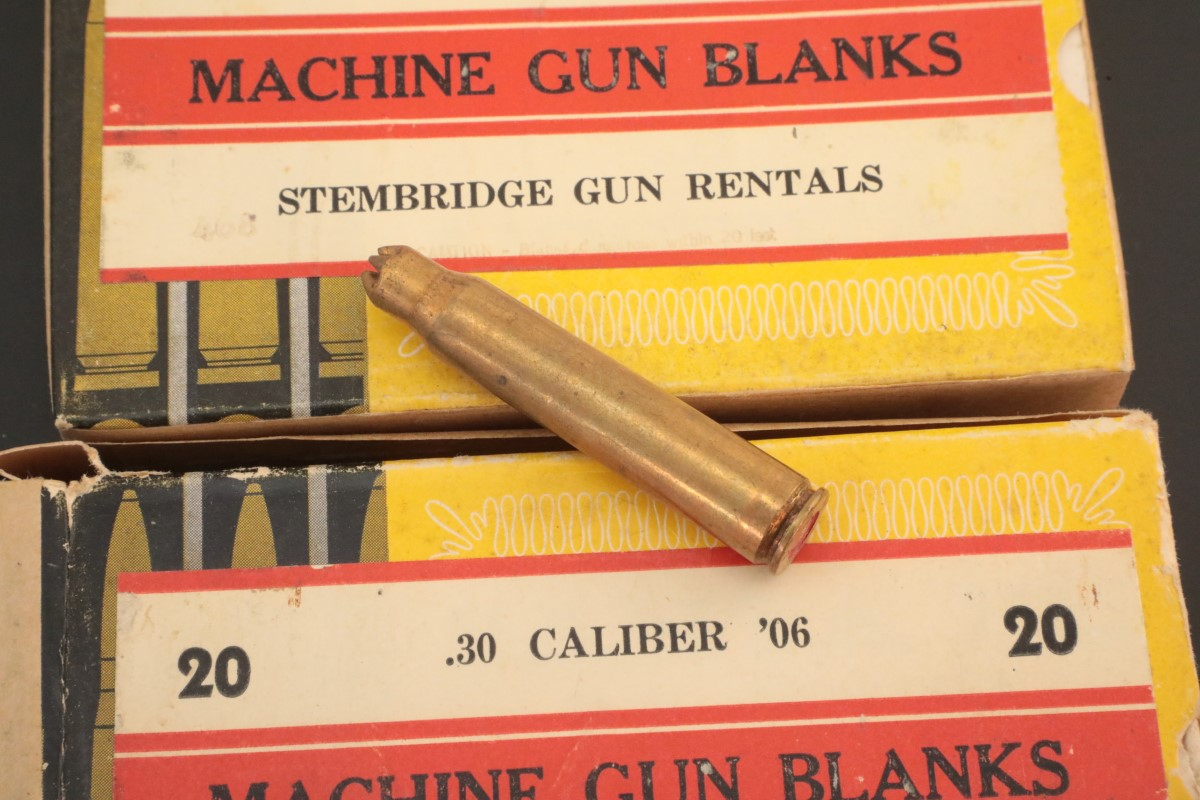 MACHINE GUN BLANKS
STEMBRIDGE GUN RENTALS
20 .30 CALIBER ’06 20
MACHINE GUN BLANKS